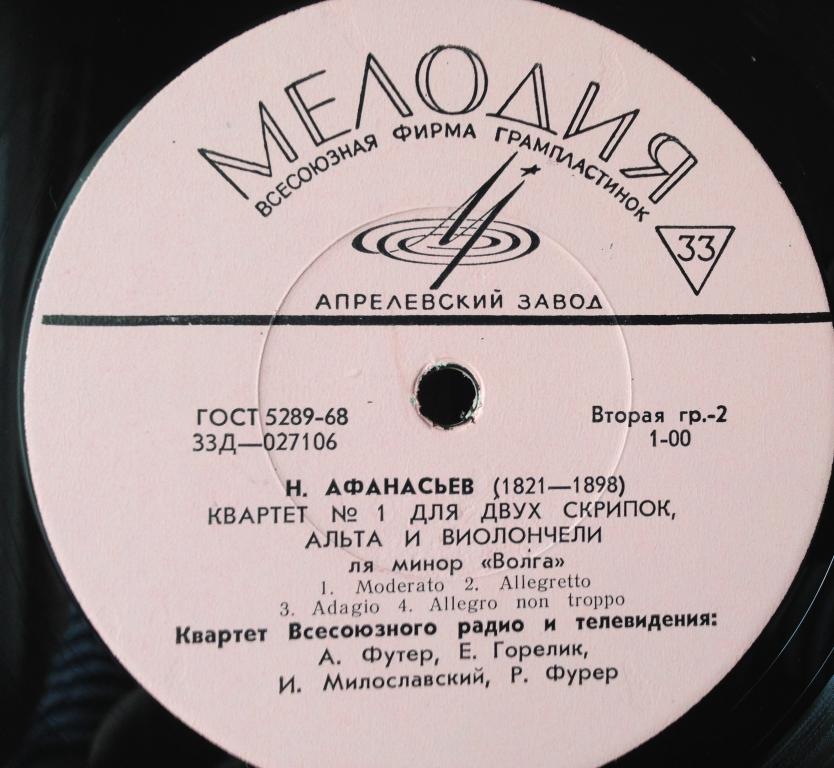 МЕЛОДИЯ
ВСЕСОЮЗНАЯ ФИРМА ГРАМПЛАСТИНОК
33
АПРЕЛЕВСКИЙ ЗАВОД
ГОСТ 5289-68
33Д—027106
Вторая гр.-2
1-00
Н. АФАНАСЬЕВ (1821—1898)
КВАРТЕТ № 1 ДЛЯ ДВУХ СКРИПОК,
АЛЬТА И ВИОЛОНЧЕЛИ
ля минор «Волга»
1. Moderato 2. Allegretto
3. Adagio 4. Allegro non troppo
Квартет Всесоюзного радио и телевидения:
А. Футер, Е. Горелик,
И. Милославский, Р. Фурер